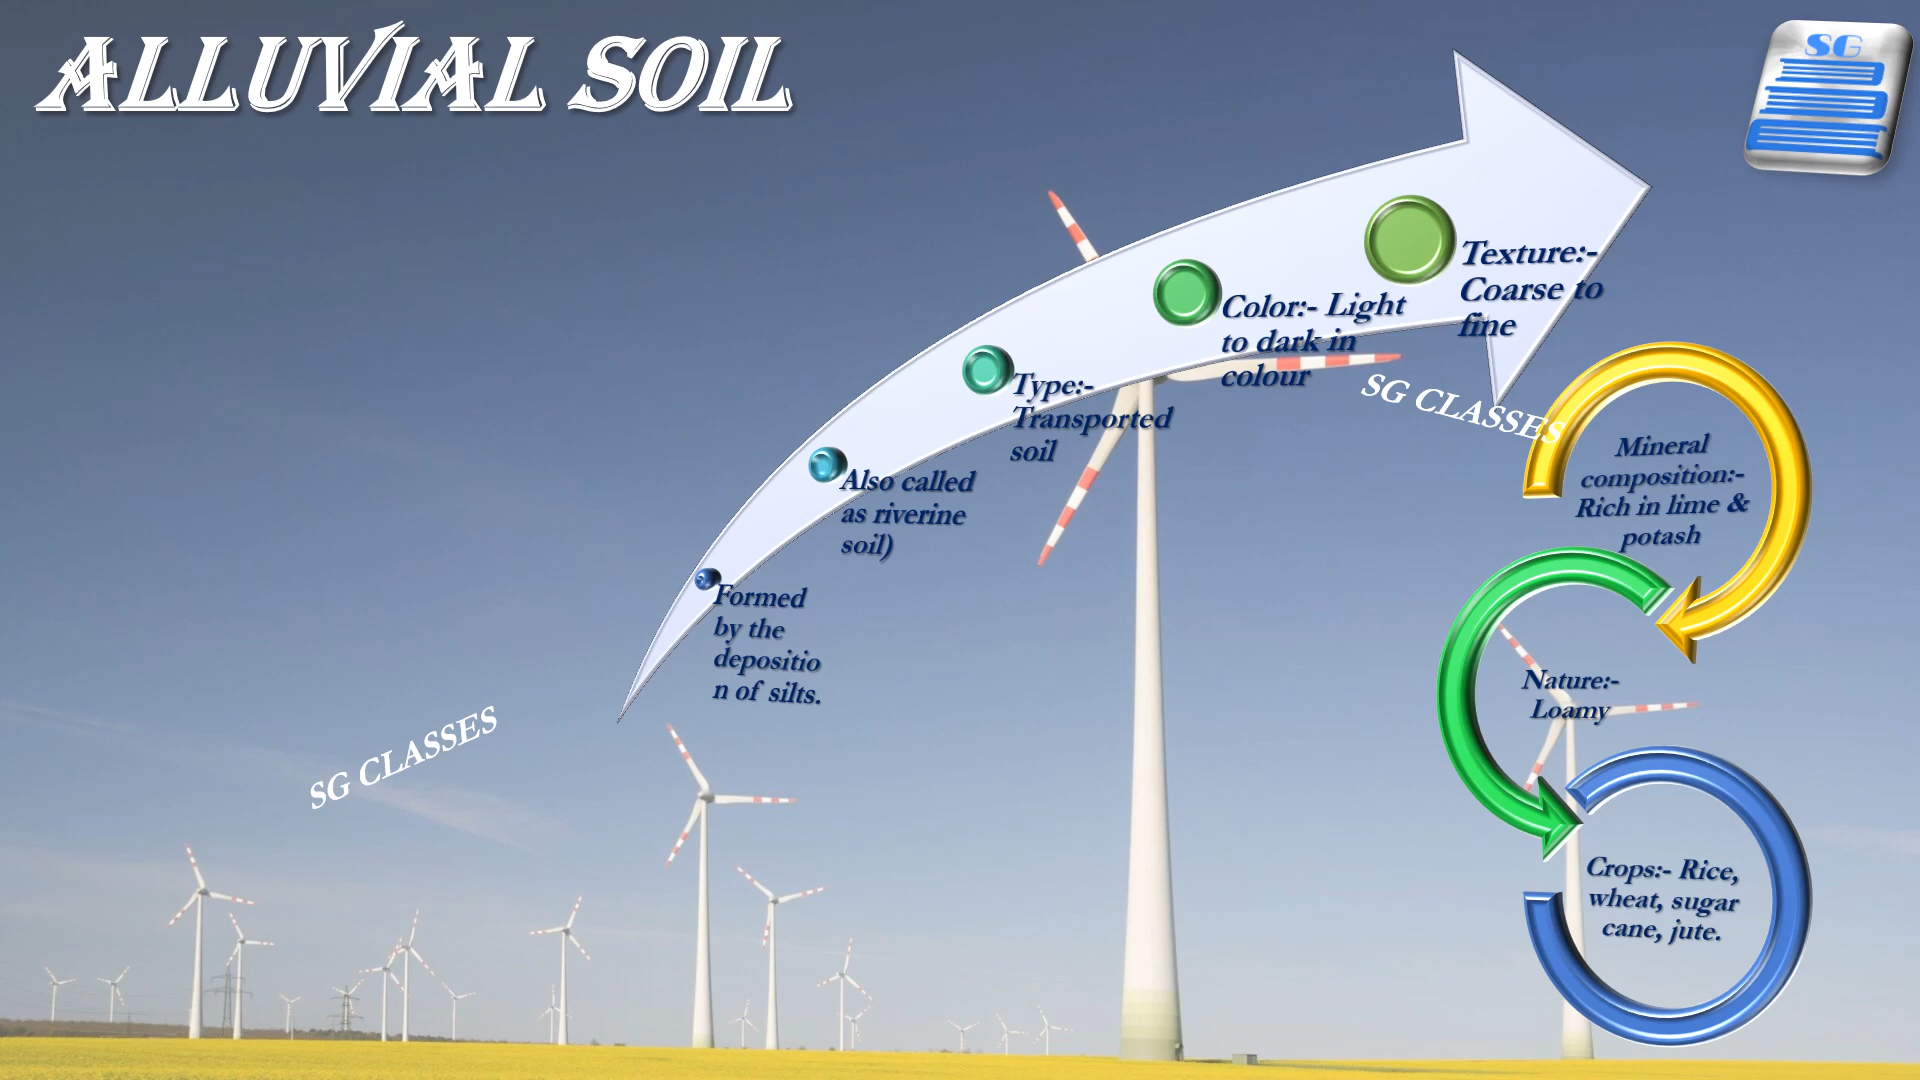 ALLUVIAL SOIL
SG
Texture:-
Coarse to
fine
Color:- Light
to dark in
colour
Type:-
Transported
soil
Also called
as riverine
soil)
Formed
by the
depositio
n of silts.
SG CLASSES
SG CLASSES
Mineral
composition:-
Rich in lime &
potash
Nature:-
Loamy
Crops:- Rice,
wheat, sugar
cane, jute.